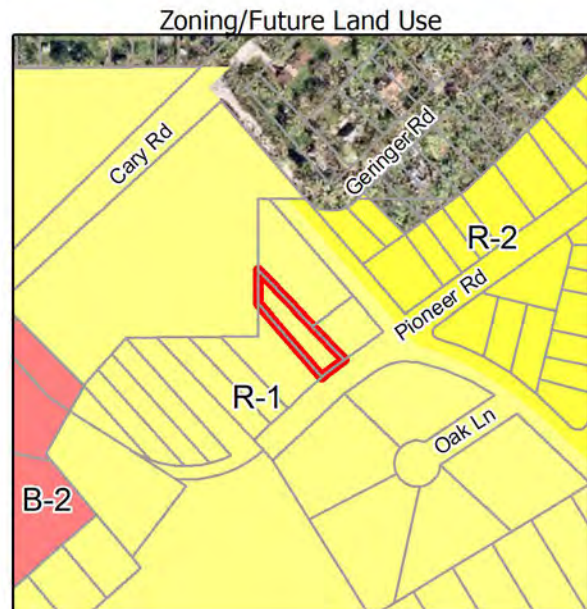 Zoning/Future Land Use
Cary Rd
Geringer Rd
R-2
Pioneer Rd
R-1
Oak Ln
B-2